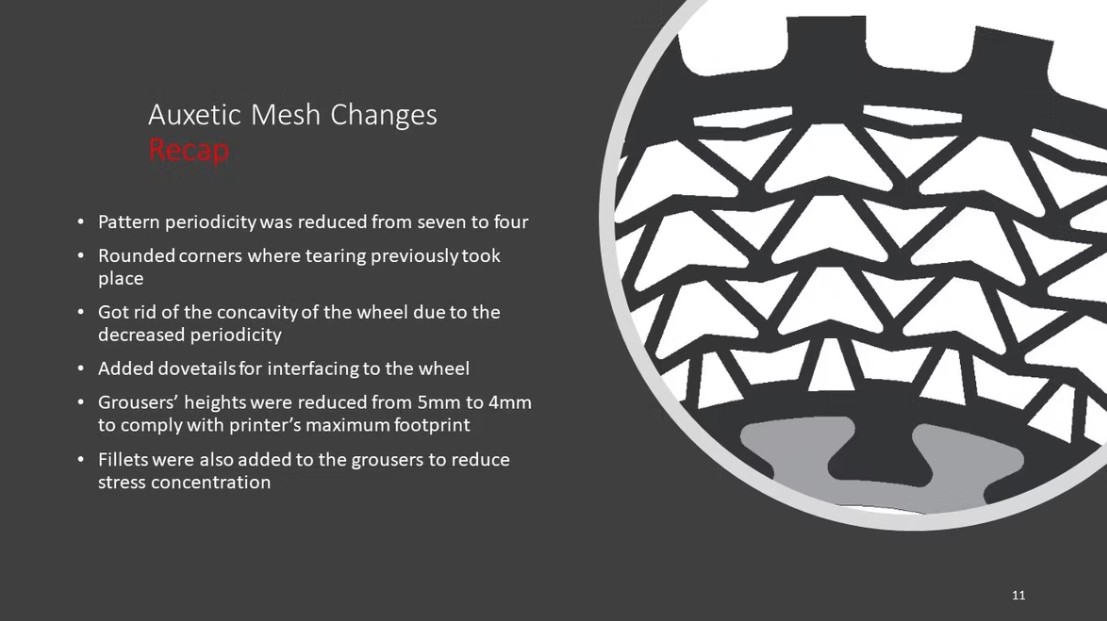 Auxetic Mesh Changes
Recap
• Pattern periodicity was reduced from seven to four
• Rounded corners where tearing previously took
place
• Got rid of the concavity of the wheel due to the
decreased periodicity
• Added dovetails for interfacing to the wheel
• Grousers’ heights were reduced from 5mm to 4mm
to comply with printer’s maximum footprint
• Fillets were also added to the grousers to reduce
stress concentration
11